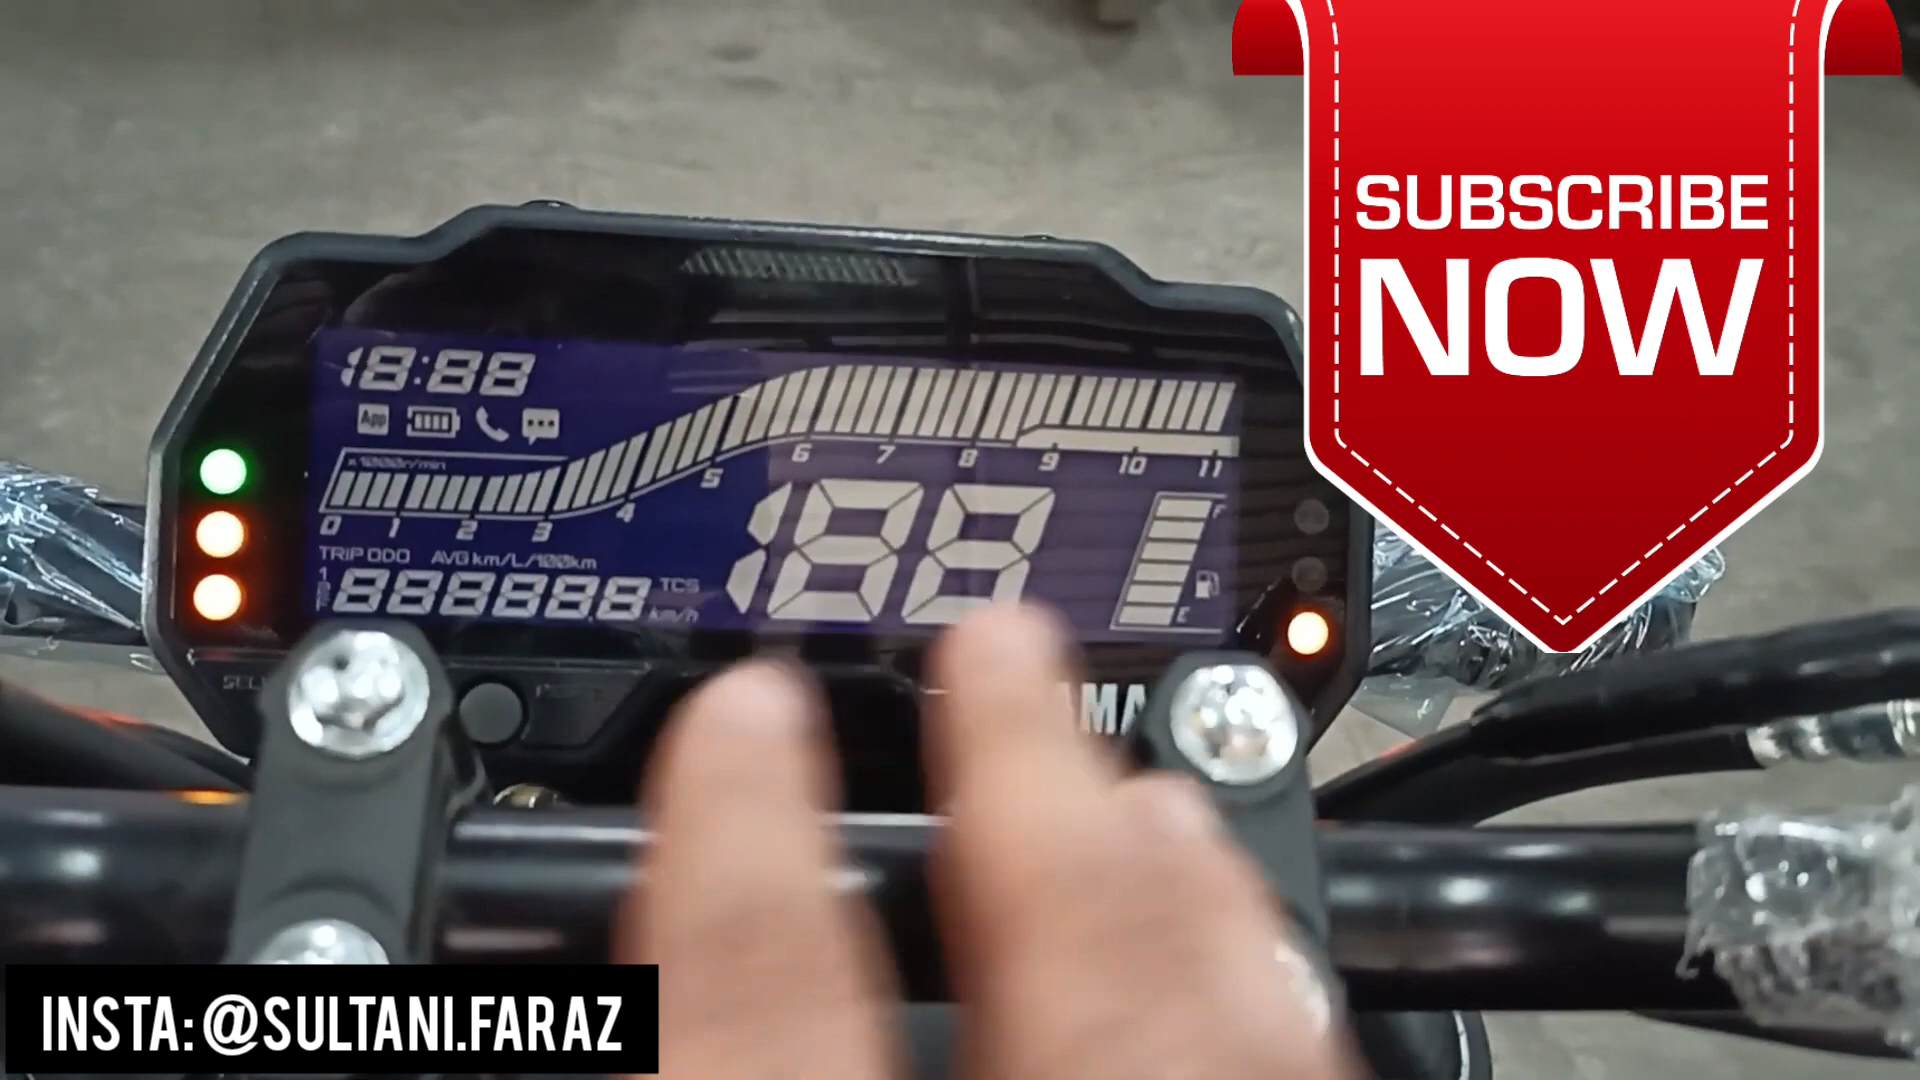 SUBSCRIBE
NOW
18:88
App
x1000r/min
0 1 2 3 4 5 6 7 8 9 10 11
188
F
E
TRIP ODO AVG km/L/100km
888888
TCS
km/h
INSTA: @SULTANI.FARAZ